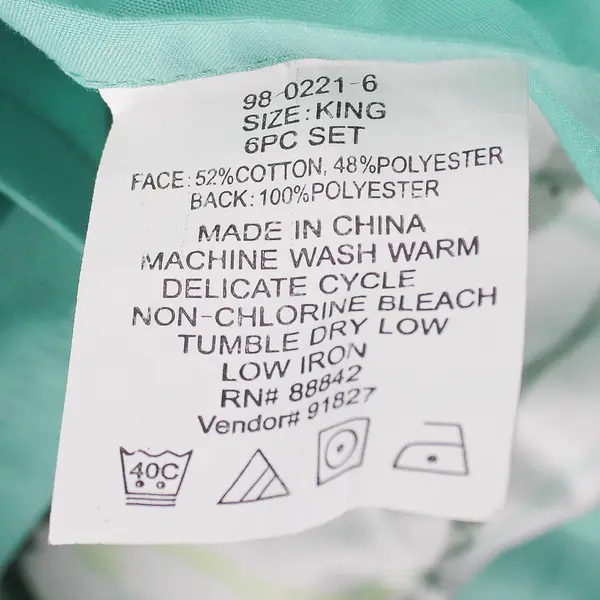 98-0221-6
SIZE:KING
6PC SET
FACE:52%COTTON, 48%POLYESTER
BACK:100%POLYESTER
MADE IN CHINA
MACHINE WASH WARM
DELICATE CYCLE
NON-CHLORINE BLEACH
TUMBLE DRY LOW
LOW IRON
RN# 88842
Vendor# 91827
40C